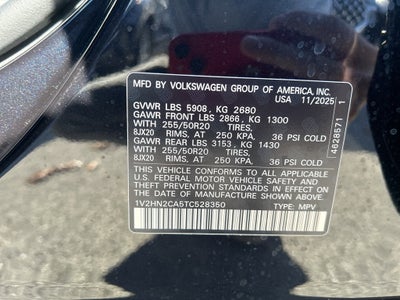 MFD BY VOLKSWAGEN GROUP OF AMERICA, INC.
USA 11/2025
GVWR LBS 5908, KG 2680
GAWR FRONT LBS 2866, KG 1300
WITH 255/50R20 TIRES,
8JX20 RIMS, AT 250 KPA. 36 PSI COLD
GAWR REAR LBS 3153, KG 1430
WITH 255/50R20 TIRES,
8JX20 RIMS, AT 250 KPA. 36 PSI COLD
THIS VEHICLE CONFORMS TO ALL APPLICABLE
U.S. FEDERAL MOTOR VEHICLE SAFETY
AND THEFT PREVENTION STANDARDS IN EFFECT ON
THE DATE OF MANUFACTURE SHOWN ABOVE.
1V2HN2CA5TC528350 TYPE: MPV
4628571 1